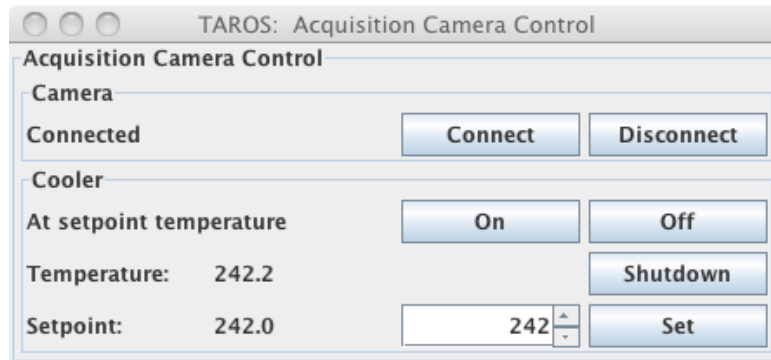 TAROS: Acquisition Camera Control
Acquisition Camera Control
Camera
Connected Connect Disconnect
Cooler
At setpoint temperature On Off
Temperature: 242.2 Shutdown
Setpoint: 242.0 242 Set